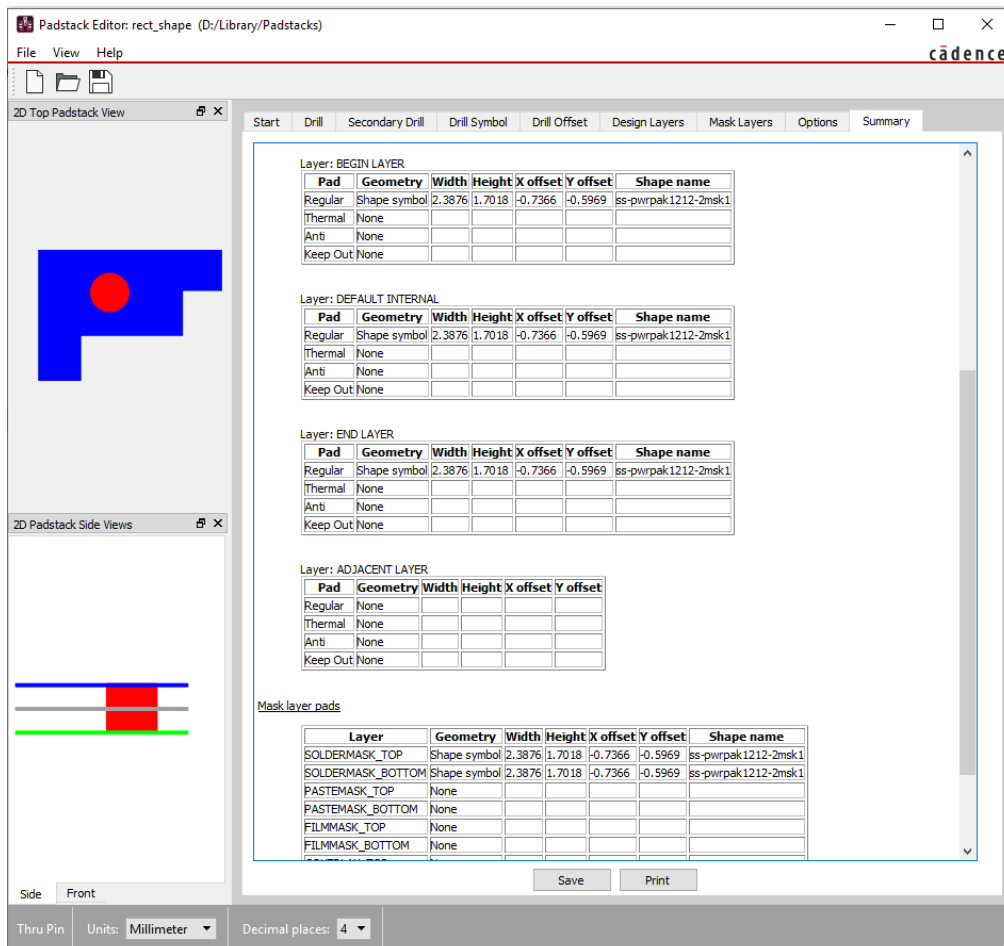 Padstack Editor: rect_shape (D:/Library/Padstacks)
File View Help
cādence
2D Top Padstack View
Start Drill Secondary Drill Drill Symbol Drill Offset Design Layers Mask Layers Options Summary
Layer: BEGIN LAYER
Pad Geometry Width Height X offset Y offset Shape name
Regular Shape symbol 2.3876 1.7018 -0.7366 -0.5969 ss-pwrpak1212-2msk1
Thermal None
Anti None
Keep Out None
Layer: DEFAULT INTERNAL
Pad Geometry Width Height X offset Y offset Shape name
Regular Shape symbol 2.3876 1.7018 -0.7366 -0.5969 ss-pwrpak1212-2msk1
Thermal None
Anti None
Keep Out None
Layer: END LAYER
Pad Geometry Width Height X offset Y offset Shape name
Regular Shape symbol 2.3876 1.7018 -0.7366 -0.5969 ss-pwrpak1212-2msk1
Thermal None
Anti None
Keep Out None
2D Padstack Side Views
Layer: ADJACENT LAYER
Pad Geometry Width Height X offset Y offset
Regular None
Thermal None
Anti None
Keep Out None
Mask layer pads
Layer Geometry Width Height X offset Y offset Shape name
SOLDERMASK_TOP Shape symbol 2.3876 1.7018 -0.7366 -0.5969 ss-pwrpak1212-2msk1
SOLDERMASK_BOTTOM Shape symbol 2.3876 1.7018 -0.7366 -0.5969 ss-pwrpak1212-2msk1
PASTEMASK_TOP None
PASTEMASK_BOTTOM None
FILMMASK_TOP None
FILMMASK_BOTTOM None
Save Print
Side Front
Thru Pin Units: Millimeter Decimal places: 4